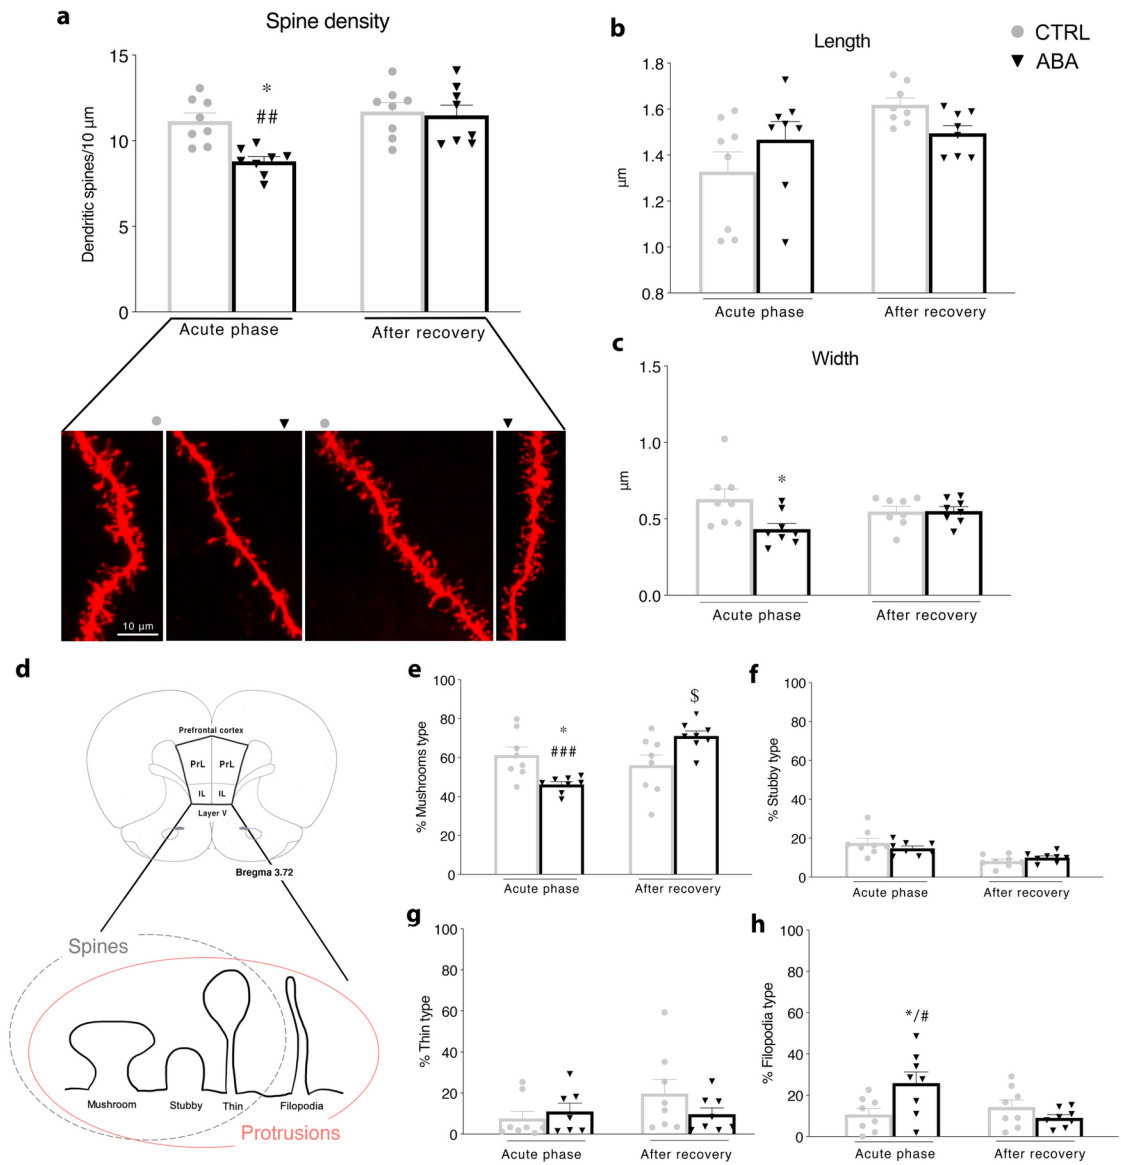 a
Spine density
15
10
5
0
Dendritic spines/10 µm
*
##
Acute phase
After recovery
10 µm
b
Length
CTRL
ABA
1.8
1.6
1.4
1.2
1.0
0.8
µm
Acute phase
After recovery
c
Width
1.5
1.0
0.5
0.0
µm
*
Acute phase
After recovery
d
Prefrontal cortex
PrL
PrL
IL
IL
Layer V
Bregma 3.72
Spines
Mushroom
Stubby
Thin
Filopodia
Protrusions
e
100
80
60
40
20
0
% Mushrooms type
*
###
$
Acute phase
After recovery
f
100
80
60
40
20
0
% Stubby type
Acute phase
After recovery
g
100
80
60
40
20
0
% Thin type
Acute phase
After recovery
h
100
80
60
40
20
0
% Filopodia type
*/#
Acute phase
After recovery